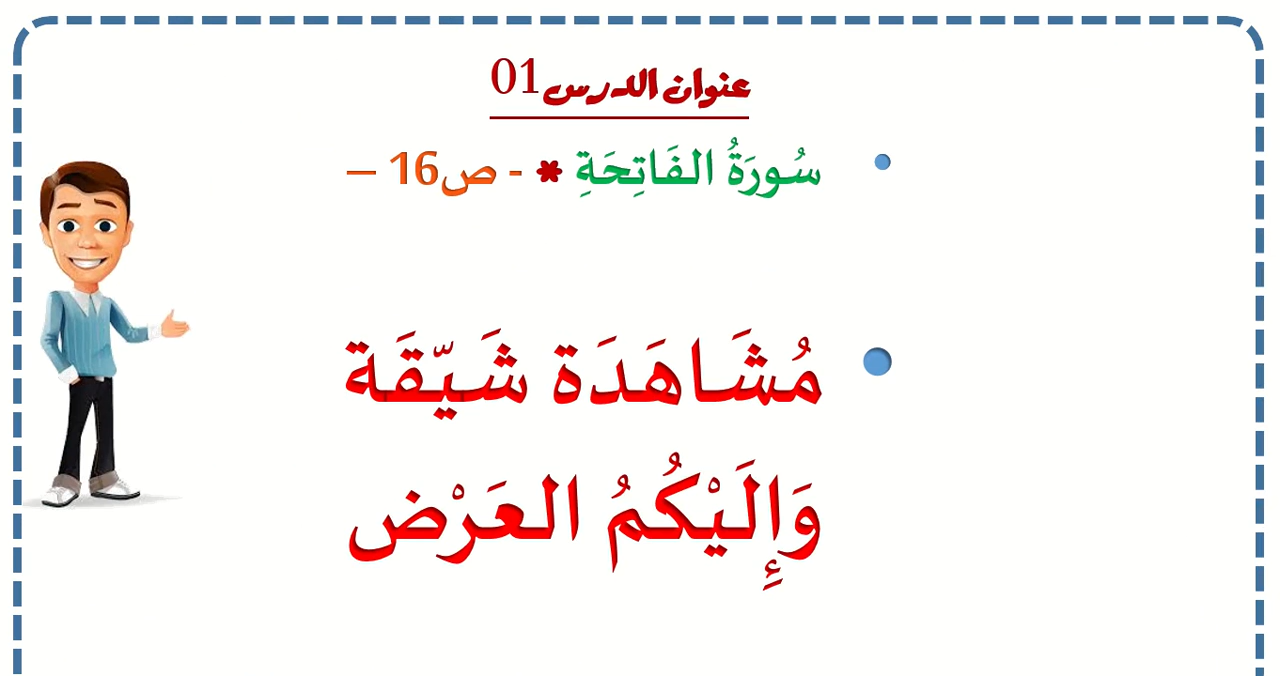 عنوان الدرس01
• سُورَةُ الفَاتِحَةِ * - ص16 –
• مُشَاهَدَة شَيِّقَة
وَإِلَيْكُمُ العَرْض